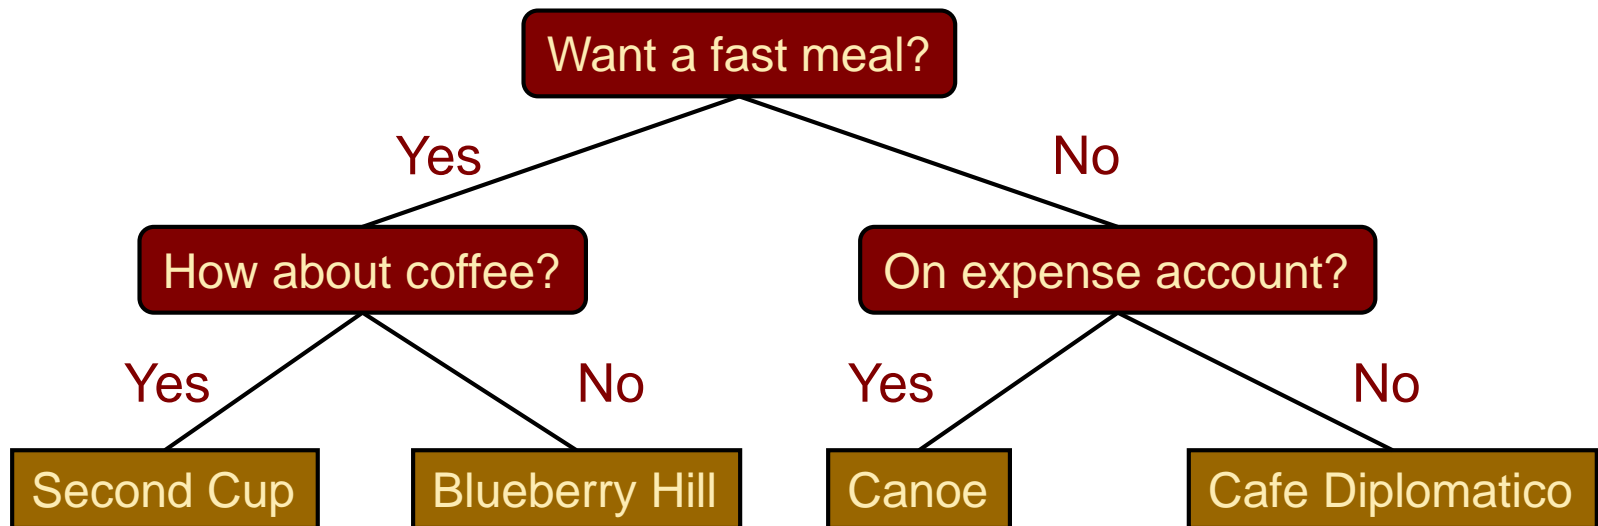 Want a fast meal?
Yes
No
How about coffee?
On expense account?
Yes
No
Yes
No
Second Cup
Blueberry Hill
Canoe
Cafe Diplomatico